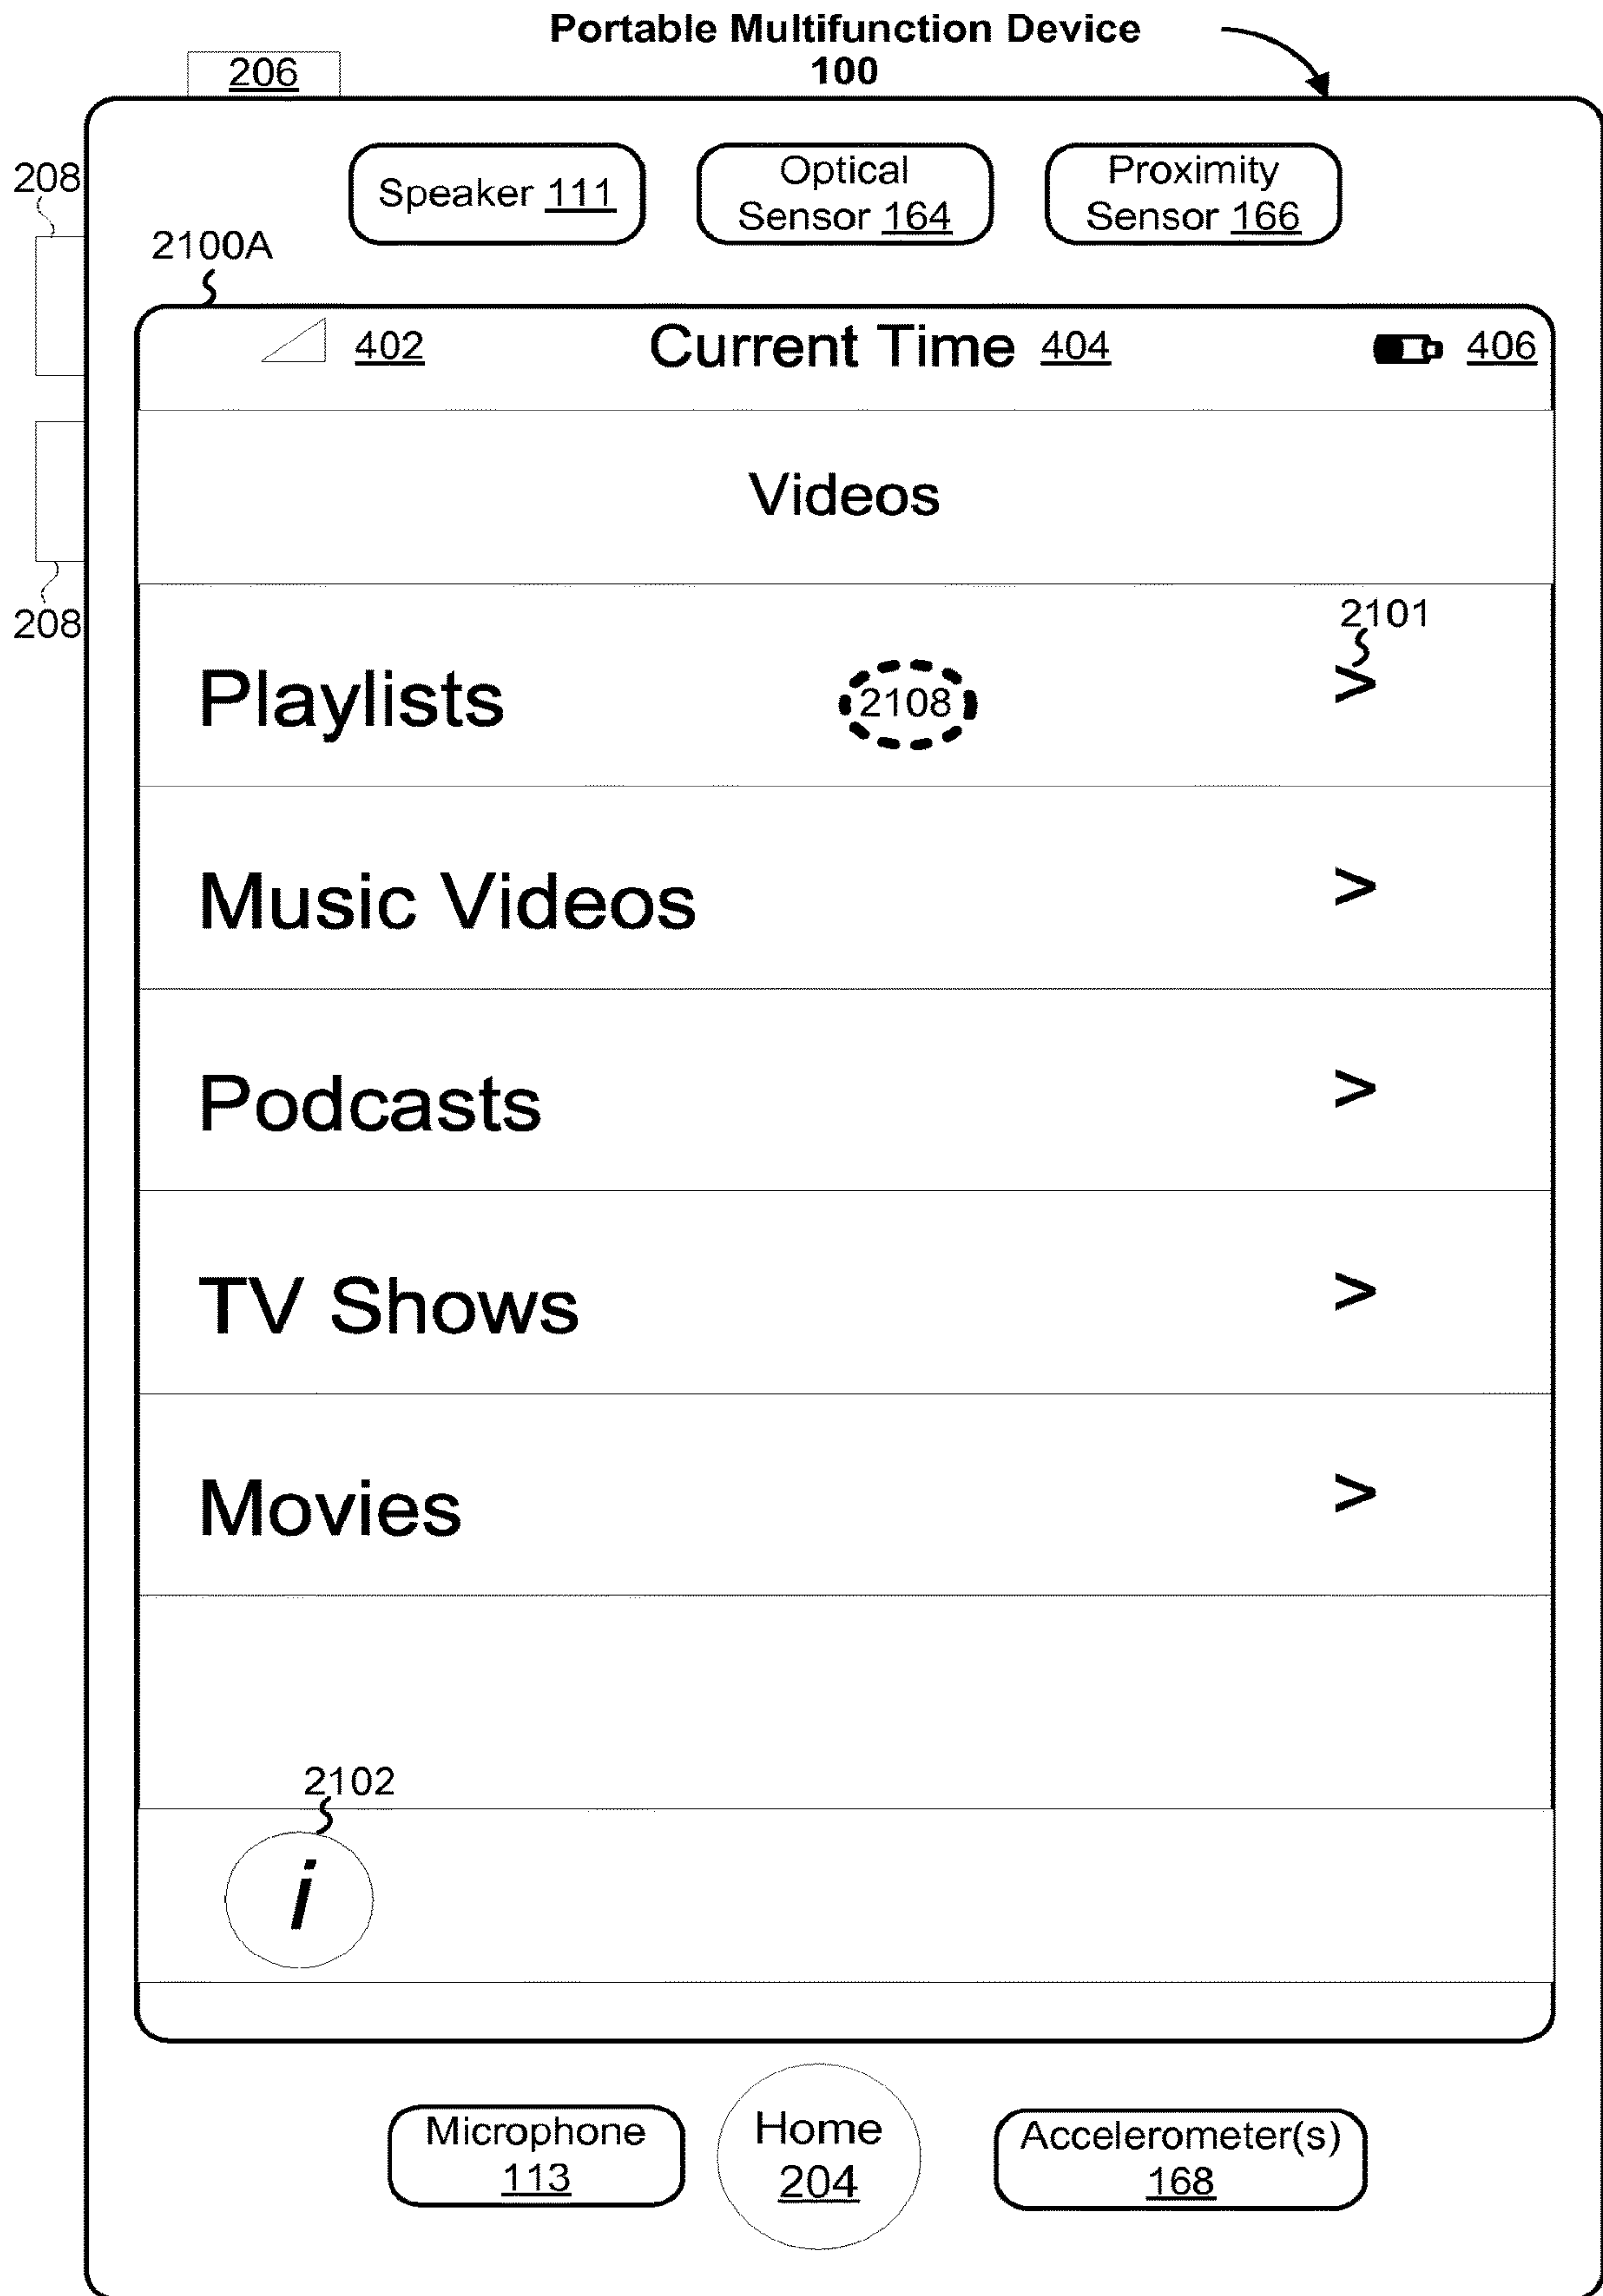 Portable Multifunction Device
100
206
208
Speaker 111
Optical
Sensor 164
Proximity
Sensor 166
2100A
402
Current Time 404
406
Videos
208
2101
Playlists
2108
>
Music Videos
>
Podcasts
>
TV Shows
>
Movies
>
2102
i
Microphone
113
Home
204
Accelerometer(s)
168